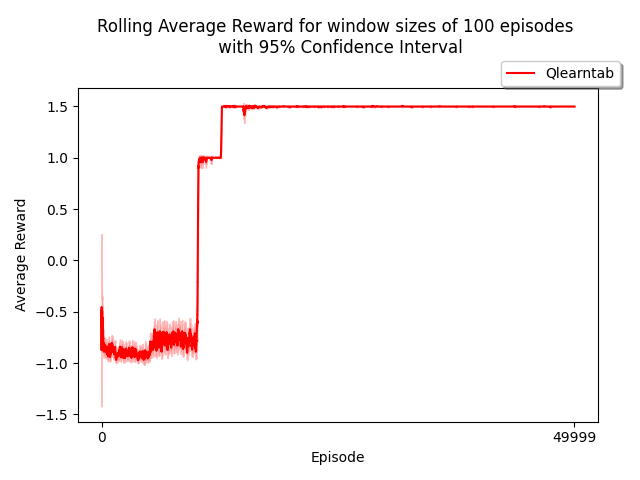 Rolling Average Reward for window sizes of 100 episodes
with 95% Confidence Interval
Qlearntab
1.5
1.0
0.5
0.0
−0.5
−1.0
−1.5
Average Reward
0
49999
Episode